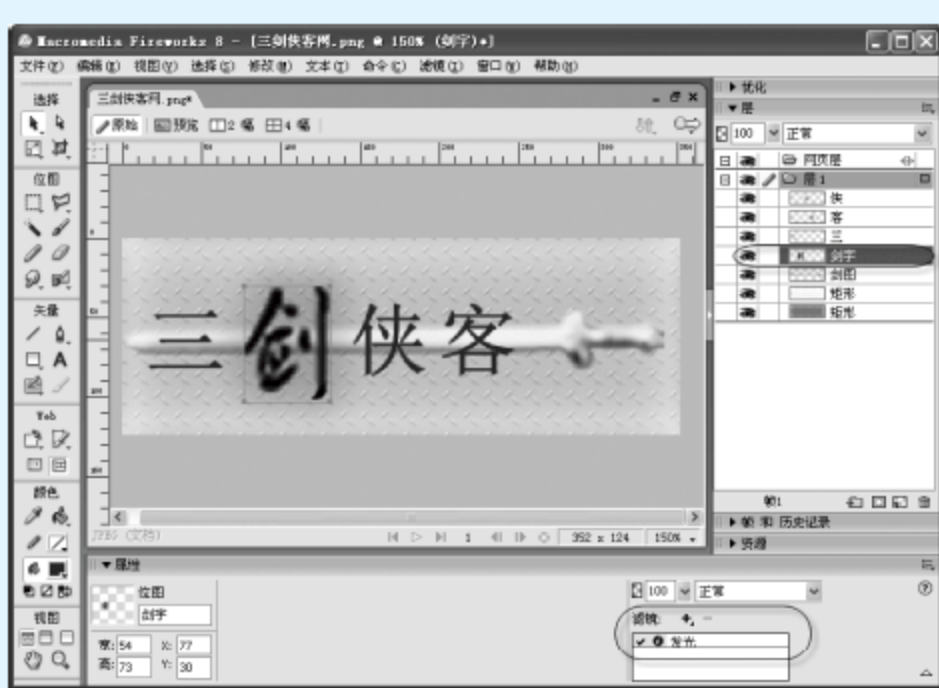 Macromedia Fireworks 8 - [三剑侠客网.png @ 150% (剑字)*]
文件(F) 编辑(E) 视图(V) 选择(S) 修改(M) 文本(T) 命令(C) 滤镜(I) 窗口(W) 帮助(H)
选择
位图
矢量
Web
颜色
视图
三剑侠客网.png*
原始 预览 2 幅 4 幅
三剑侠客
JPEG (文档)
1
352 x 124
150%
优化
层
100 正常
网页层
层 1
侠
客
三
剑字
剑图
矩形
矩形
帧1
帧和历史记录
资源
属性
位图
剑字
宽: 54 X: 77
高: 73 Y: 30
100 正常
滤镜: + -
发光